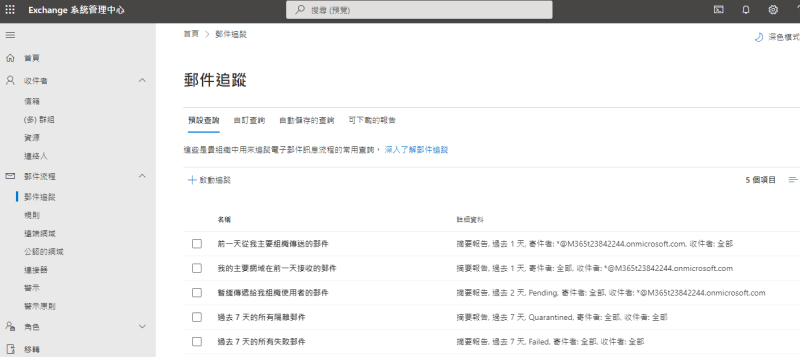 Exchange 系統管理中心
搜尋 (預覽)
首頁 > 郵件追蹤
深色模式
首頁
收件者
信箱
(多) 群組
資源
連絡人
郵件流程
郵件追蹤
規則
遠端網域
公認的網域
連接器
警示
警示原則
角色
移轉
郵件追蹤
預設查詢 自訂查詢 自動儲存的查詢 可下載的報告
這些是貴組織中用來追蹤電子郵件訊息流程的常用查詢。 深入了解郵件追蹤
啟動追蹤 5 個項目
名稱 詳細資料
前一天從我主要組織傳送的郵件 摘要報告, 過去 1 天, 寄件者: *@M365t23842244.onmicrosoft.com, 收件者: 全部
我的主要網域在前一天接收的郵件 摘要報告, 過去 1 天, 寄件者: 全部, 收件者: *@M365t23842244.onmicrosoft.com
暫緩傳遞給我組織使用者的郵件 摘要報告, 過去 2 天, Pending, 寄件者: 全部, 收件者: *@M365t23842244.onmicrosoft.com
過去 7 天的所有隔離郵件 摘要報告, 過去 7 天, Quarantined, 寄件者: 全部, 收件者: 全部
過去 7 天的所有失敗郵件 摘要報告, 過去 7 天, Failed, 寄件者: 全部, 收件者: 全部